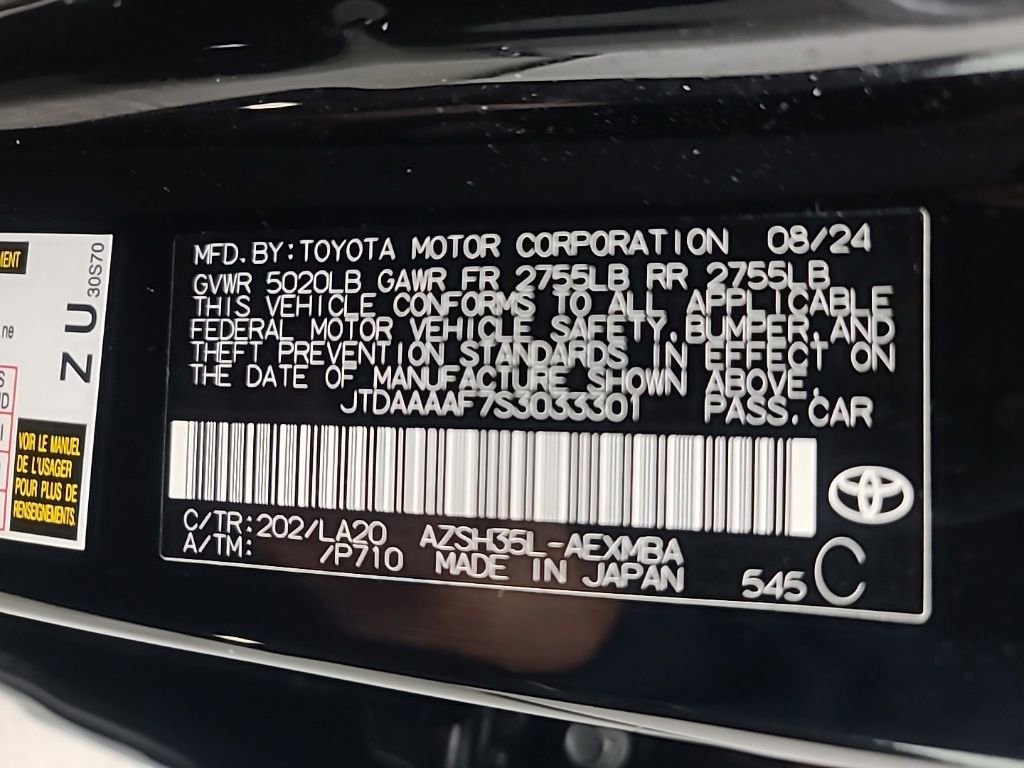 MENT
ne
S
D
ZU
30S70
VOIR LE MANUEL
DE L'USAGER
POUR PLUS DE
RENSEIGNEMENTS.
MFD. BY: TOYOTA MOTOR CORPORATION 08/24
GVWR 5020LB GAWR FR 2755LB RR 2755LB
THIS VEHICLE CONFORMS TO ALL APPLICABLE
FEDERAL MOTOR VEHICLE SAFETY, BUMPER, AND
THEFT PREVENTION STANDARDS IN EFFECT ON
THE DATE OF MANUFACTURE SHOWN ABOVE.
JTDAAAAF7S3033301 PASS.CAR
C/TR:202/LA20 AZSH35L-AEXMBA
A/TM: /P710 MADE IN JAPAN 545 C